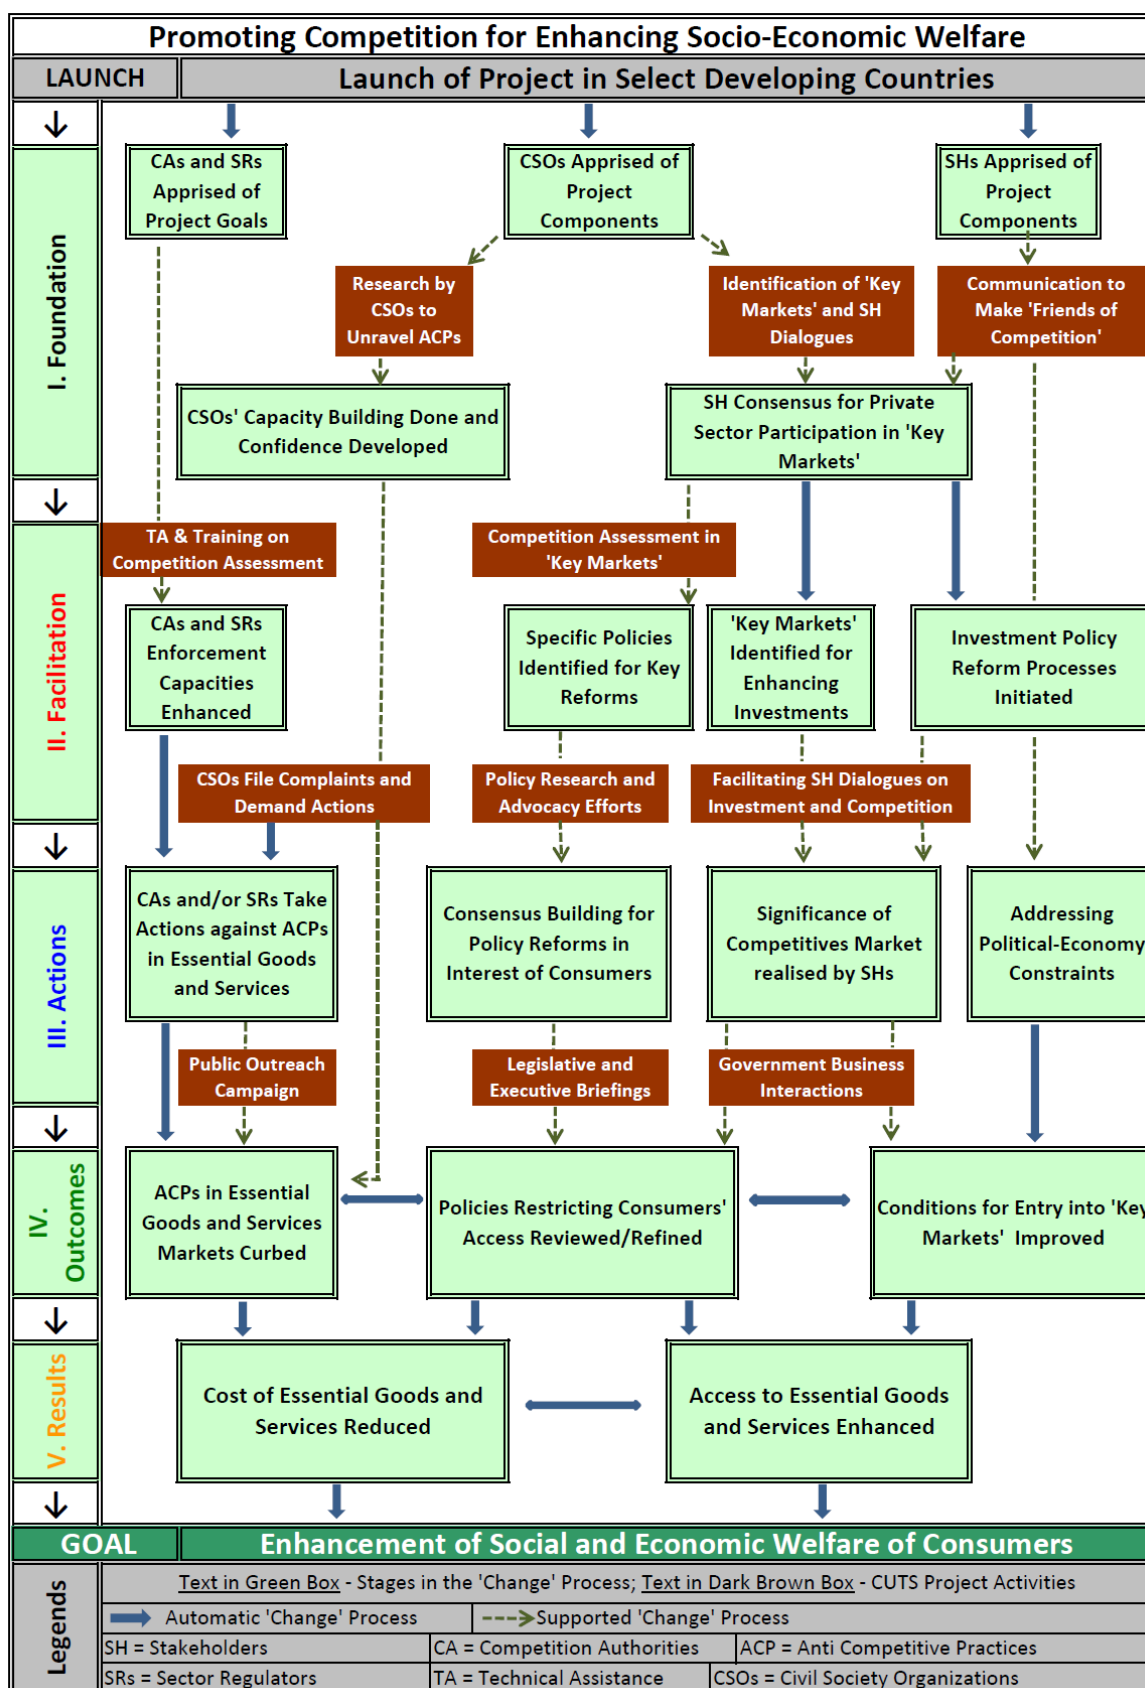 Promoting Competition for Enhancing Socio-Economic Welfare
LAUNCH
Launch of Project in Select Developing Countries
I. Foundation
CAs and SRs
Apprised of
Project Goals
CSOs Apprised of
Project
Components
SHs Apprised of
Project
Components
Research by
CSOs to
Unravel ACPs
Identification of 'Key
Markets' and SH
Dialogues
Communication to
Make 'Friends of
Competition'
CSOs' Capacity Building Done and
Confidence Developed
SH Consensus for Private
Sector Participation in 'Key
Markets'
II. Facilitation
TA & Training on
Competition Assessment
Competition Assessment in
'Key Markets'
CAs and SRs
Enforcement
Capacities
Enhanced
Specific Policies
Identified for Key
Reforms
'Key Markets'
Identified for
Enhancing
Investments
Investment Policy
Reform Processes
Initiated
CSOs File Complaints and
Demand Actions
Policy Research and
Advocacy Efforts
Facilitating SH Dialogues on
Investment and Competition
III. Actions
CAs and/or SRs Take
Actions against ACPs
in Essential Goods
and Services
Consensus Building for
Policy Reforms in
Interest of Consumers
Significance of
Competitives Market
realised by SHs
Addressing
Political-Economy
Constraints
Public Outreach
Campaign
Legislative and
Executive Briefings
Government Business
Interactions
IV.
Outcomes
ACPs in Essential
Goods and Services
Markets Curbed
Policies Restricting Consumers'
Access Reviewed/Refined
Conditions for Entry into 'Key
Markets' Improved
V. Results
Cost of Essential Goods and
Services Reduced
Access to Essential Goods
and Services Enhanced
GOAL
Enhancement of Social and Economic Welfare of Consumers
Legends
Text in Green Box - Stages in the 'Change' Process; Text in Dark Brown Box - CUTS Project Activities
Automatic 'Change' Process
Supported 'Change' Process
SH = Stakeholders
CA = Competition Authorities
ACP = Anti Competitive Practices
SRs = Sector Regulators
TA = Technical Assistance
CSOs = Civil Society Organizations